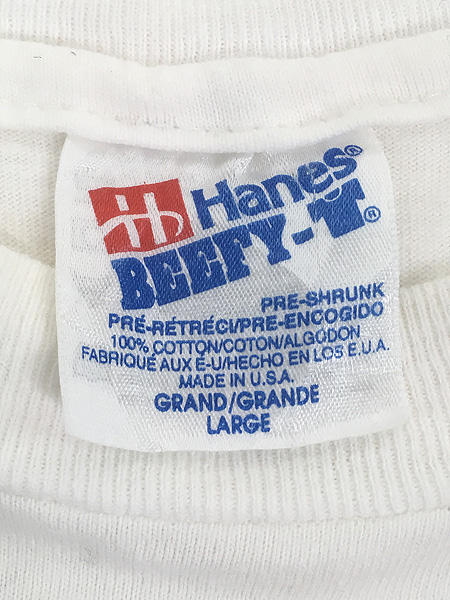 Hanes®
BEEFY-T®
PRE-SHRUNK
PRÉ-RÉTRÉCI/PRE-ENCOGIDO
100% COTTON/COTON/ALGODON
FABRIQUÉ AUX É-U/HECHO EN LOS E.U.A.
MADE IN U.S.A.
GRAND/GRANDE
LARGE